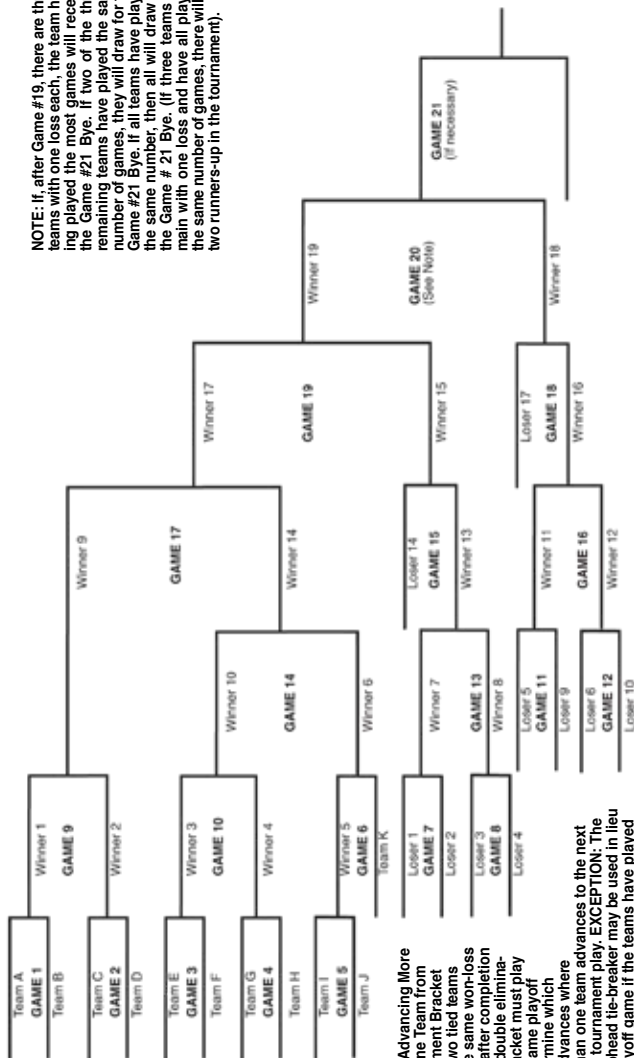 NOTE: If, after Game #19, there are th
teams with one loss each, the team h
ing played the most games will rece
the Game #21 Bye. If two of the th
remaining teams have played the sa
number of games, they will draw for
Game #21 Bye. If all teams have play
the same number, then all will draw
the Game # 21 Bye. (If three teams
main with one loss and have all play
the same number of games, there will
two runners-up in the tournament).
Team A
GAME 1
Team B
Team C
GAME 2
Team D
Team E
GAME 3
Team F
Team G
GAME 4
Team H
Team I
GAME 5
Team J
Winner 1
GAME 9
Winner 2
Winner 3
GAME 10
Winner 4
Winner 5
GAME 6
Team K
Winner 10
GAME 14
Winner 6
Winner 9
GAME 17
Winner 14
Winner 17
GAME 19
Winner 15
Winner 19
GAME 20
(See Note)
Winner 18
GAME 21
(If necessary)
Loser 1
GAME 7
Loser 2
Loser 3
GAME 8
Loser 4
Winner 7
GAME 13
Winner 8
Loser 14
GAME 15
Winner 13
Loser 5
GAME 11
Loser 9
Loser 6
GAME 12
Loser 10
Winner 11
GAME 16
Winner 12
Loser 17
GAME 18
Winner 16
Advancing More
ne Team from
ment Bracket
wo tied teams
e same won-loss
after completion
double elimina-
cket must play
ame playoff
rmine which
dvances where
an one team advances to the next
tournament play. EXCEPTION: The
head tie-breaker may be used in lieu
yoff game if the teams have played